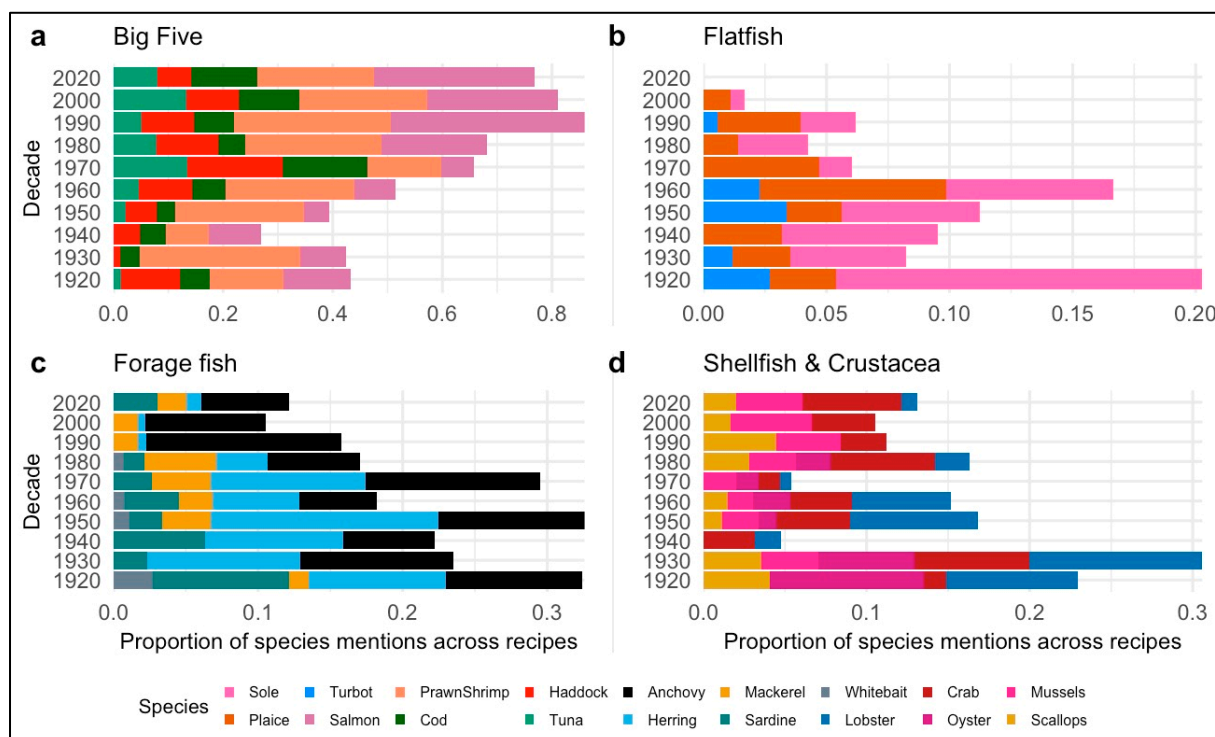 a Big Five
Decade
2020
2000
1990
1980
1970
1960
1950
1940
1930
1920
0.0 0.2 0.4 0.6 0.8
b Flatfish
2020
2000
1990
1980
1970
1960
1950
1940
1930
1920
0.00 0.05 0.10 0.15 0.20
c Forage fish
Decade
2020
2000
1990
1980
1970
1960
1950
1940
1930
1920
0.0 0.1 0.2 0.3
Proportion of species mentions across recipes
d Shellfish & Crustacea
2020
2000
1990
1980
1970
1960
1950
1940
1930
1920
0.0 0.1 0.2 0.3
Proportion of species mentions across recipes
Species
Sole Turbot PrawnShrimp Haddock Anchovy Mackerel Whitebait Crab Mussels
Plaice Salmon Cod Tuna Herring Sardine Lobster Oyster Scallops